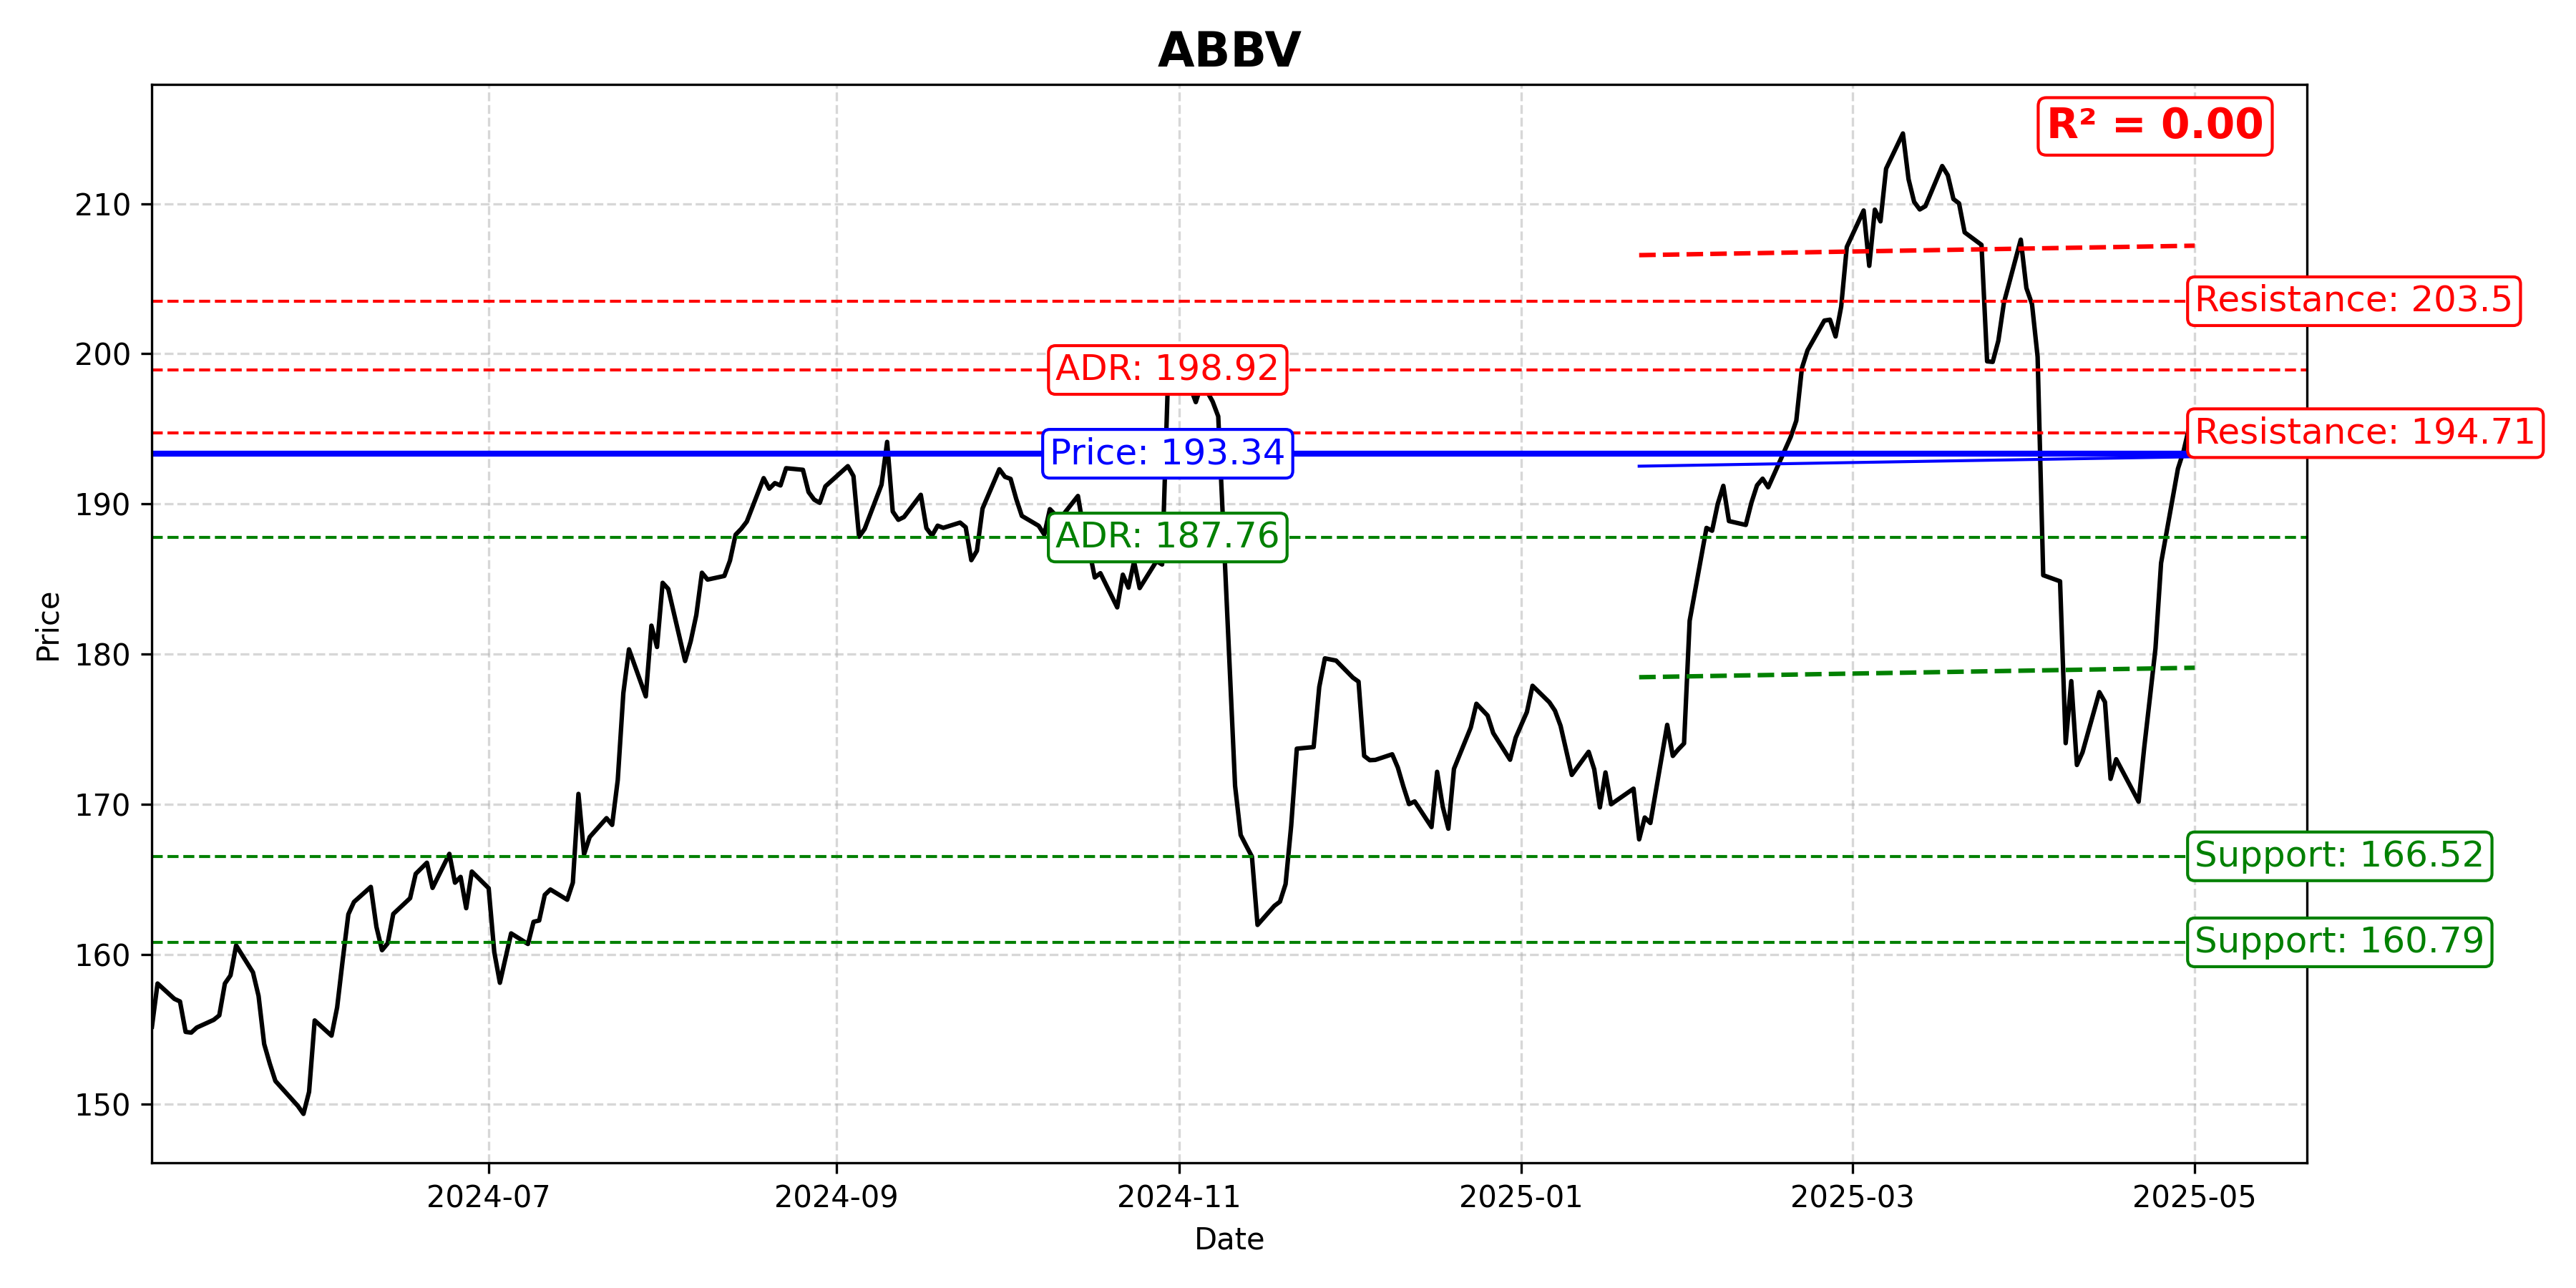 ABBV
R² = 0.00
210
Resistance: 203.5
200
ADR: 198.92
Resistance: 194.71
Price: 193.34
190
ADR: 187.76
180
Price
170
Support: 166.52
Support: 160.79
160
150
2024-07
2024-09
2024-11
2025-01
2025-03
2025-05
Date